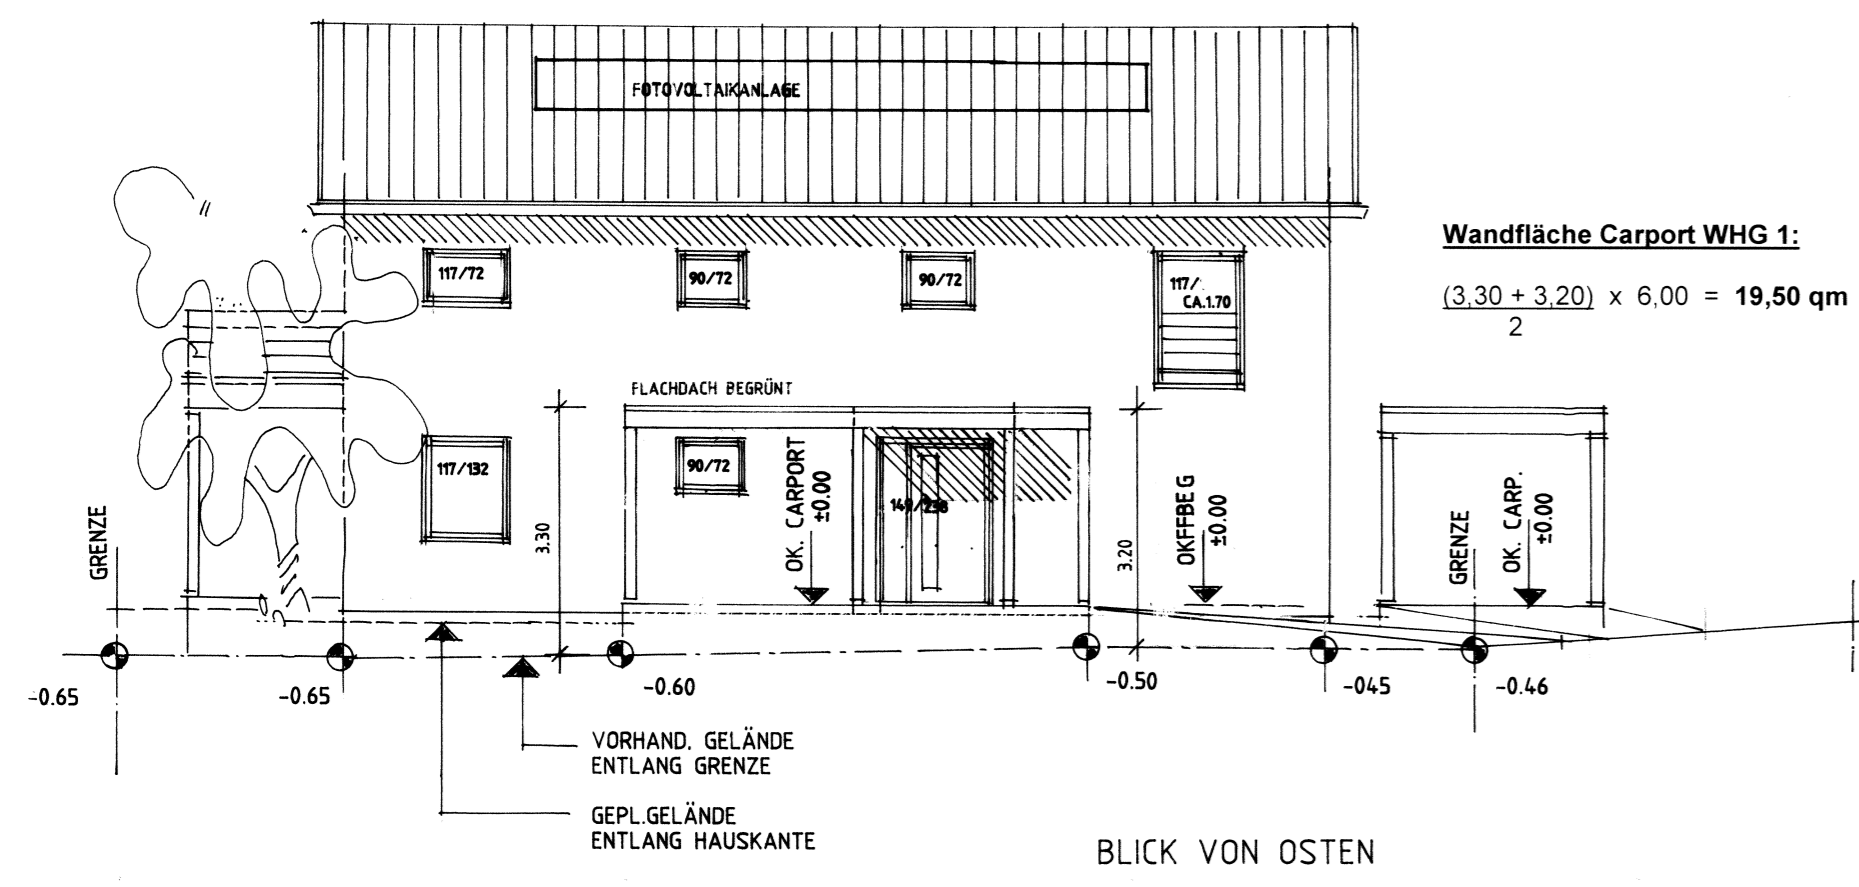 FOTOVOLTAIKANLAGE
Wandfläche Carport WHG 1:
(3,30 + 3,20) x 6,00 = 19,50 qm
2
117/72
90/72
90/72
117/
CA.1.70
FLACHDACH BEGRÜNT
117/132
90/72
149/238
GRENZE
3.30
OK. CARPORT
±0.00
3.20
OKFFBEG
±0.00
GRENZE
OK. CARP.
±0.00
-0.65
-0.65
-0.60
-0.50
-045
-0.46
VORHAND. GELÄNDE
ENTLANG GRENZE
GEPL.GELÄNDE
ENTLANG HAUSKANTE
BLICK VON OSTEN